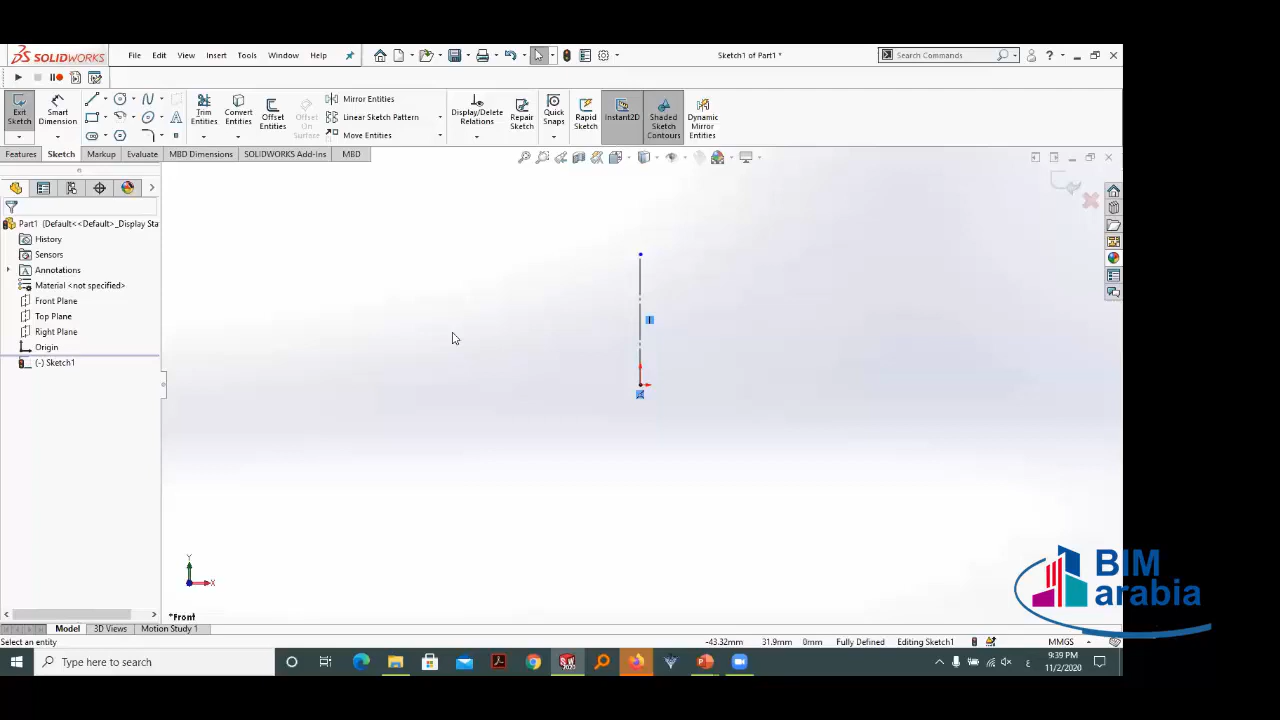 SOLIDWORKS File Edit View Insert Tools Window Help Sketch1 of Part1 * Search Commands ?
Exit Sketch Smart Dimension Trim Entities Convert Entities Offset Entities Offset On Surface Mirror Entities Linear Sketch Pattern Move Entities Display/Delete Relations Repair Sketch Quick Snaps Rapid Sketch Instant2D Shaded Sketch Contours Dynamic Mirror Entities
Features Sketch Markup Evaluate MBD Dimensions SOLIDWORKS Add-Ins MBD
Part1 (Default<<Default>_Display Sta
History
Sensors
Annotations
Material <not specified>
Front Plane
Top Plane
Right Plane
Origin
(-) Sketch1
Y
X
*Front
BIM
arabia
Model 3D Views Motion Study 1
Select an entity -43.32mm 31.9mm 0mm Fully Defined Editing Sketch1 MMGS
Type here to search
9:39 PM
11/2/2020